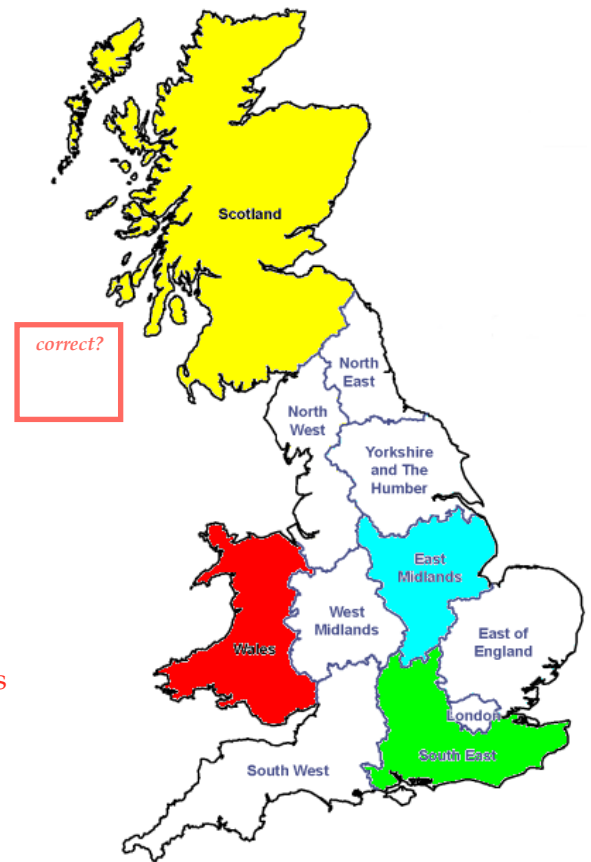 Scotland
correct?
North
East
North
West
Yorkshire
and The
Humber
East
Midlands
West
Midlands
East of
England
Wales
s
London
South East
South West